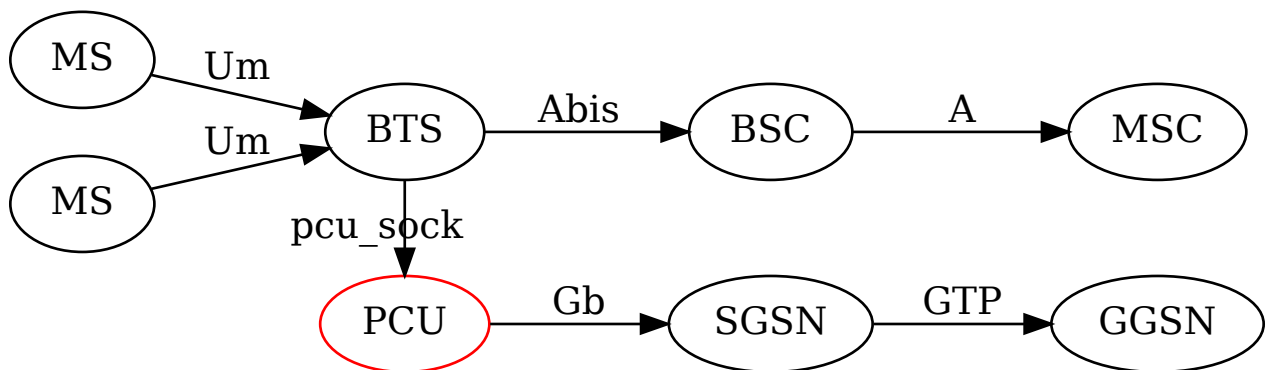 MS
Um
MS
Um
BTS
Abis
BSC
A
MSC
pcu_sock
PCU
Gb
SGSN
GTP
GGSN